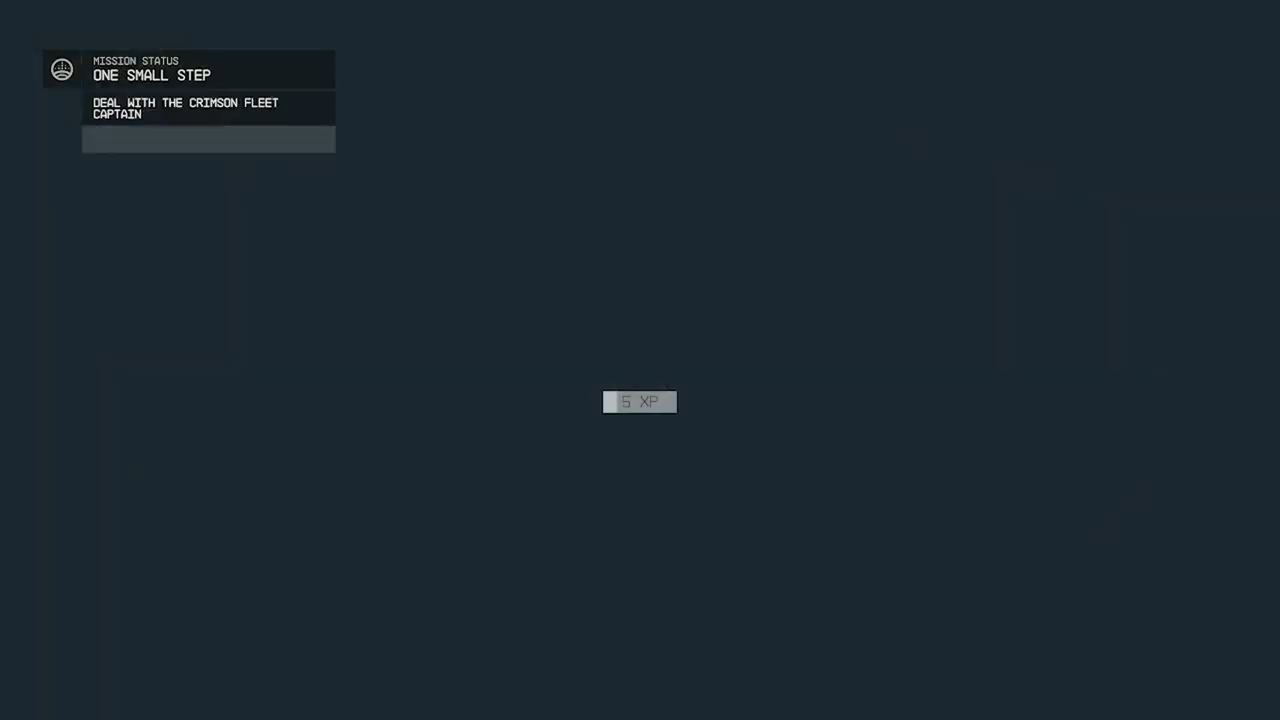 MISSION STATUS
ONE SMALL STEP
DEAL WITH THE CRIMSON FLEET
CAPTAIN
5 XP